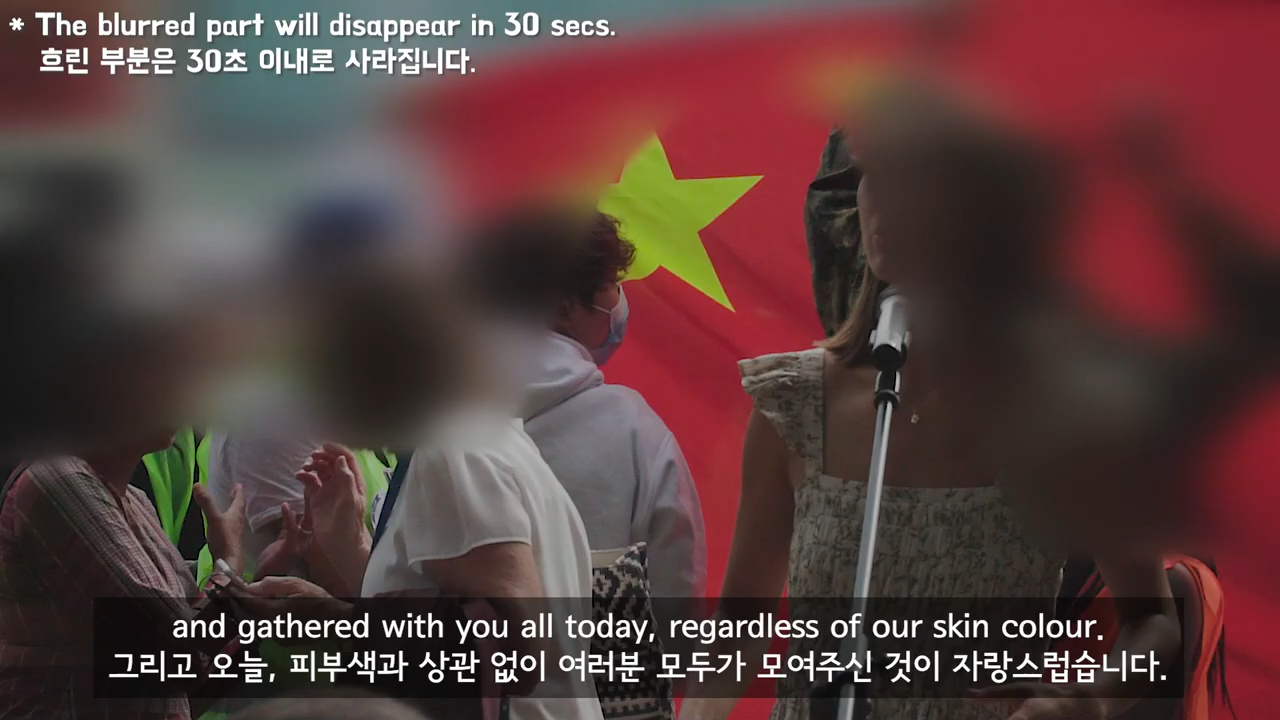 * The blurred part will disappear in 30 secs.
흐린 부분은 30초 이내로 사라집니다.
and gathered with you all today, regardless of our skin colour.
그리고 오늘, 피부색과 상관 없이 여러분 모두가 모여주신 것이 자랑스럽습니다.